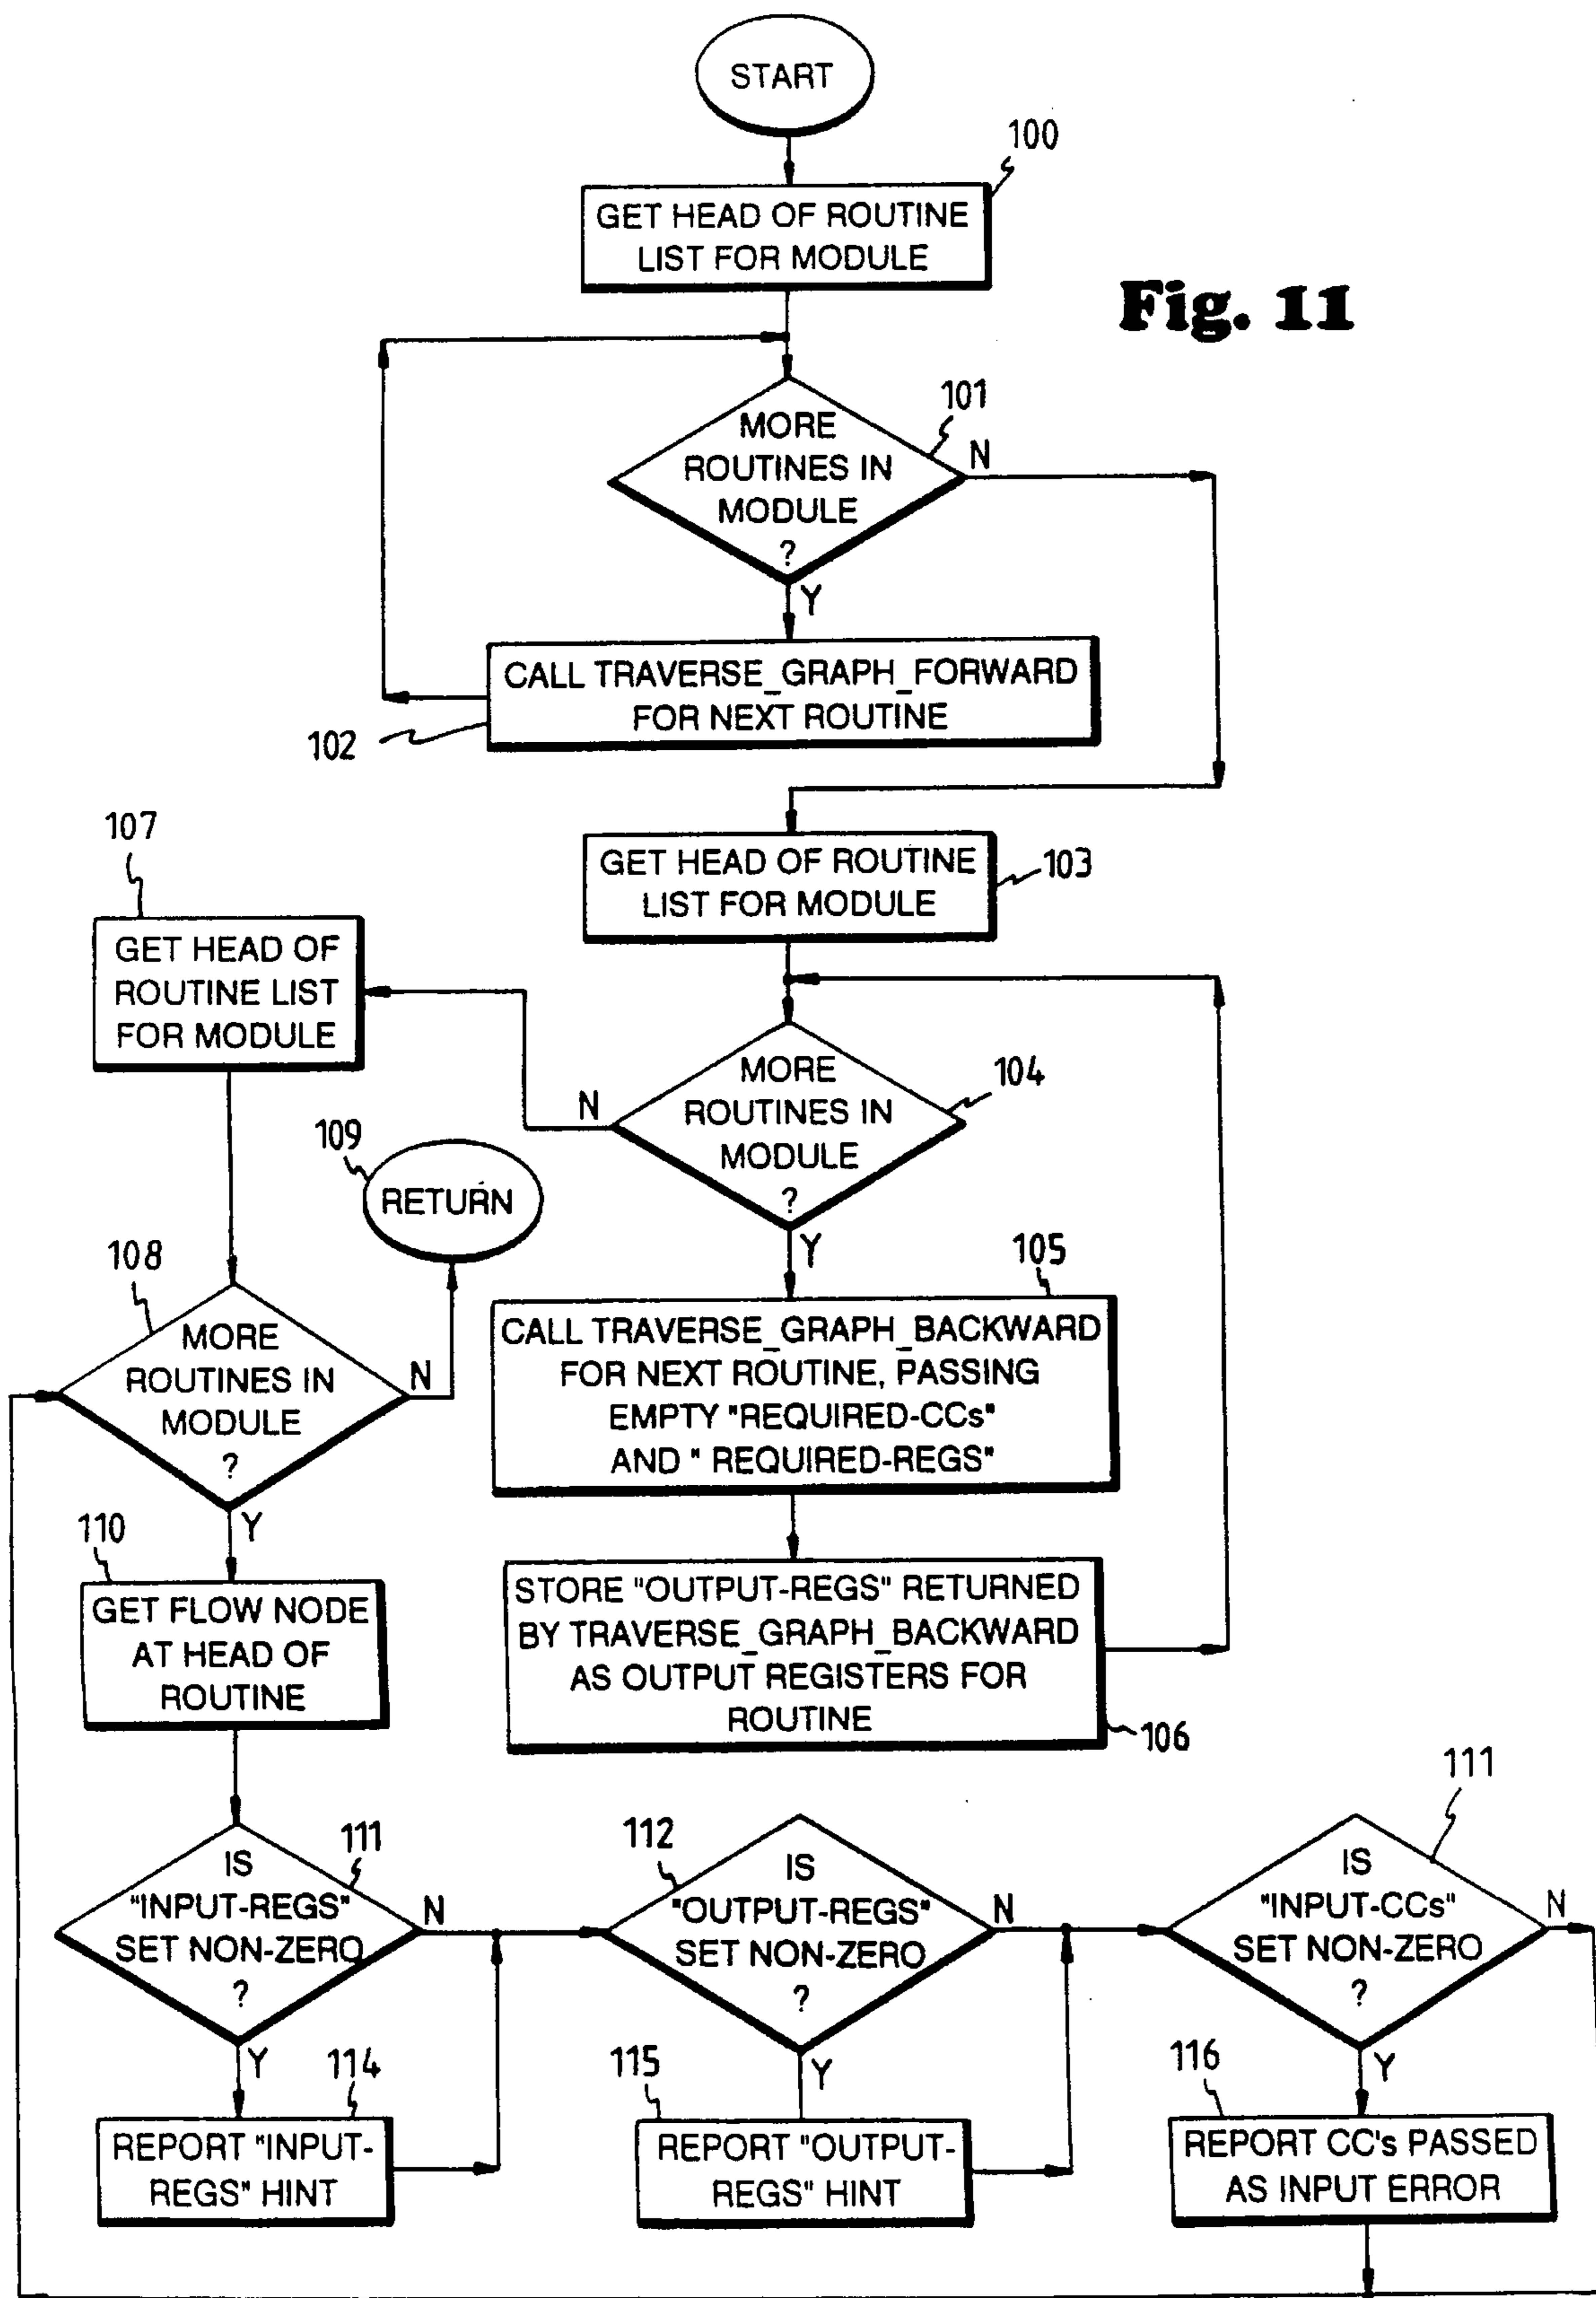 START
100
GET HEAD OF ROUTINE
LIST FOR MODULE
Fig. 11
101
MORE
ROUTINES IN
MODULE
?
N
Y
CALL TRAVERSE_GRAPH_FORWARD
FOR NEXT ROUTINE
102
107
GET HEAD OF ROUTINE
LIST FOR MODULE
103
GET HEAD OF
ROUTINE LIST
FOR MODULE
MORE
ROUTINES IN
MODULE
?
104
N
Y
109
RETURN
108
MORE
ROUTINES IN
MODULE
?
N
Y
105
CALL TRAVERSE_GRAPH_BACKWARD
FOR NEXT ROUTINE, PASSING
EMPTY "REQUIRED-CCs"
AND " REQUIRED-REGS"
110
GET FLOW NODE
AT HEAD OF
ROUTINE
STORE "OUTPUT-REGS" RETURNED
BY TRAVERSE_GRAPH_BACKWARD
AS OUTPUT REGISTERS FOR
ROUTINE
106
111
IS
"INPUT-REGS"
SET NON-ZERO
?
N
Y
112
IS
"OUTPUT-REGS"
SET NON-ZERO
?
N
Y
111
IS
"INPUT-CCs"
SET NON-ZERO
?
N
Y
114
REPORT "INPUT-
REGS" HINT
115
REPORT "OUTPUT-
REGS" HINT
116
REPORT CC's PASSED
AS INPUT ERROR